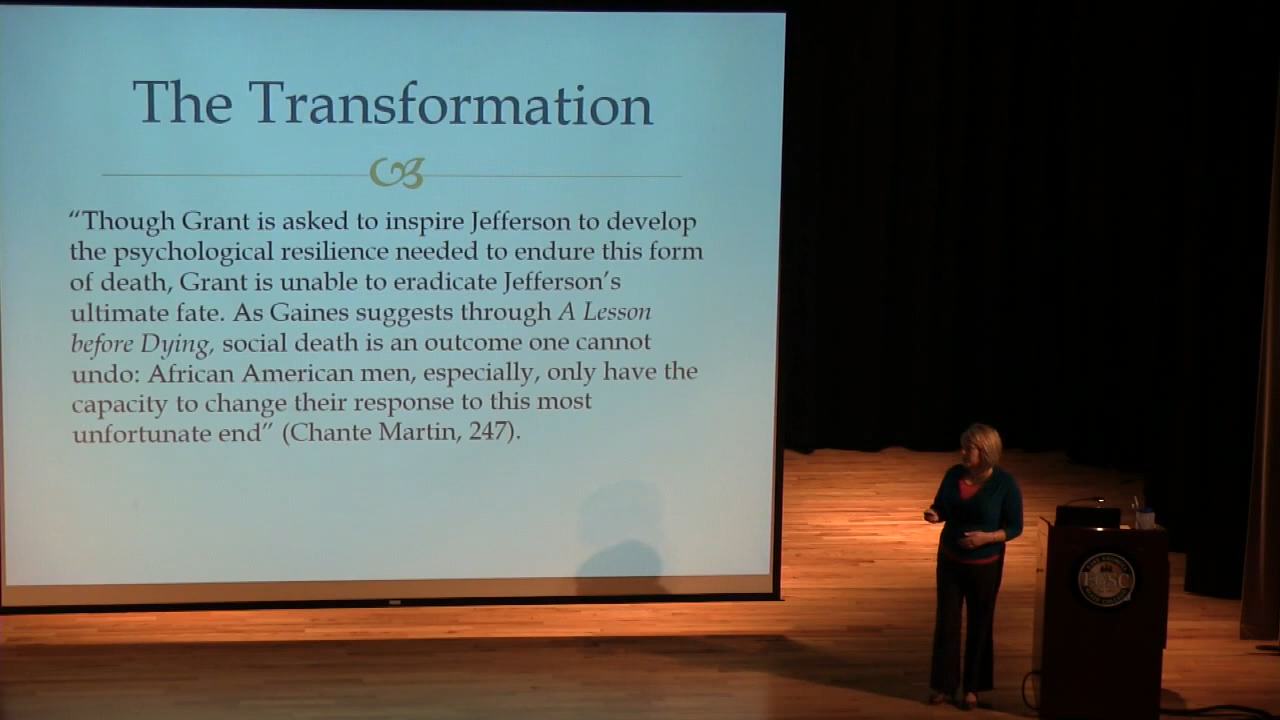 The Transformation
“Though Grant is asked to inspire Jefferson to develop
the psychological resilience needed to endure this form
of death, Grant is unable to eradicate Jefferson’s
ultimate fate. As Gaines suggests through A Lesson
before Dying, social death is an outcome one cannot
undo: African American men, especially, only have the
capacity to change their response to this most
unfortunate end” (Chante Martin, 247).
EGSC